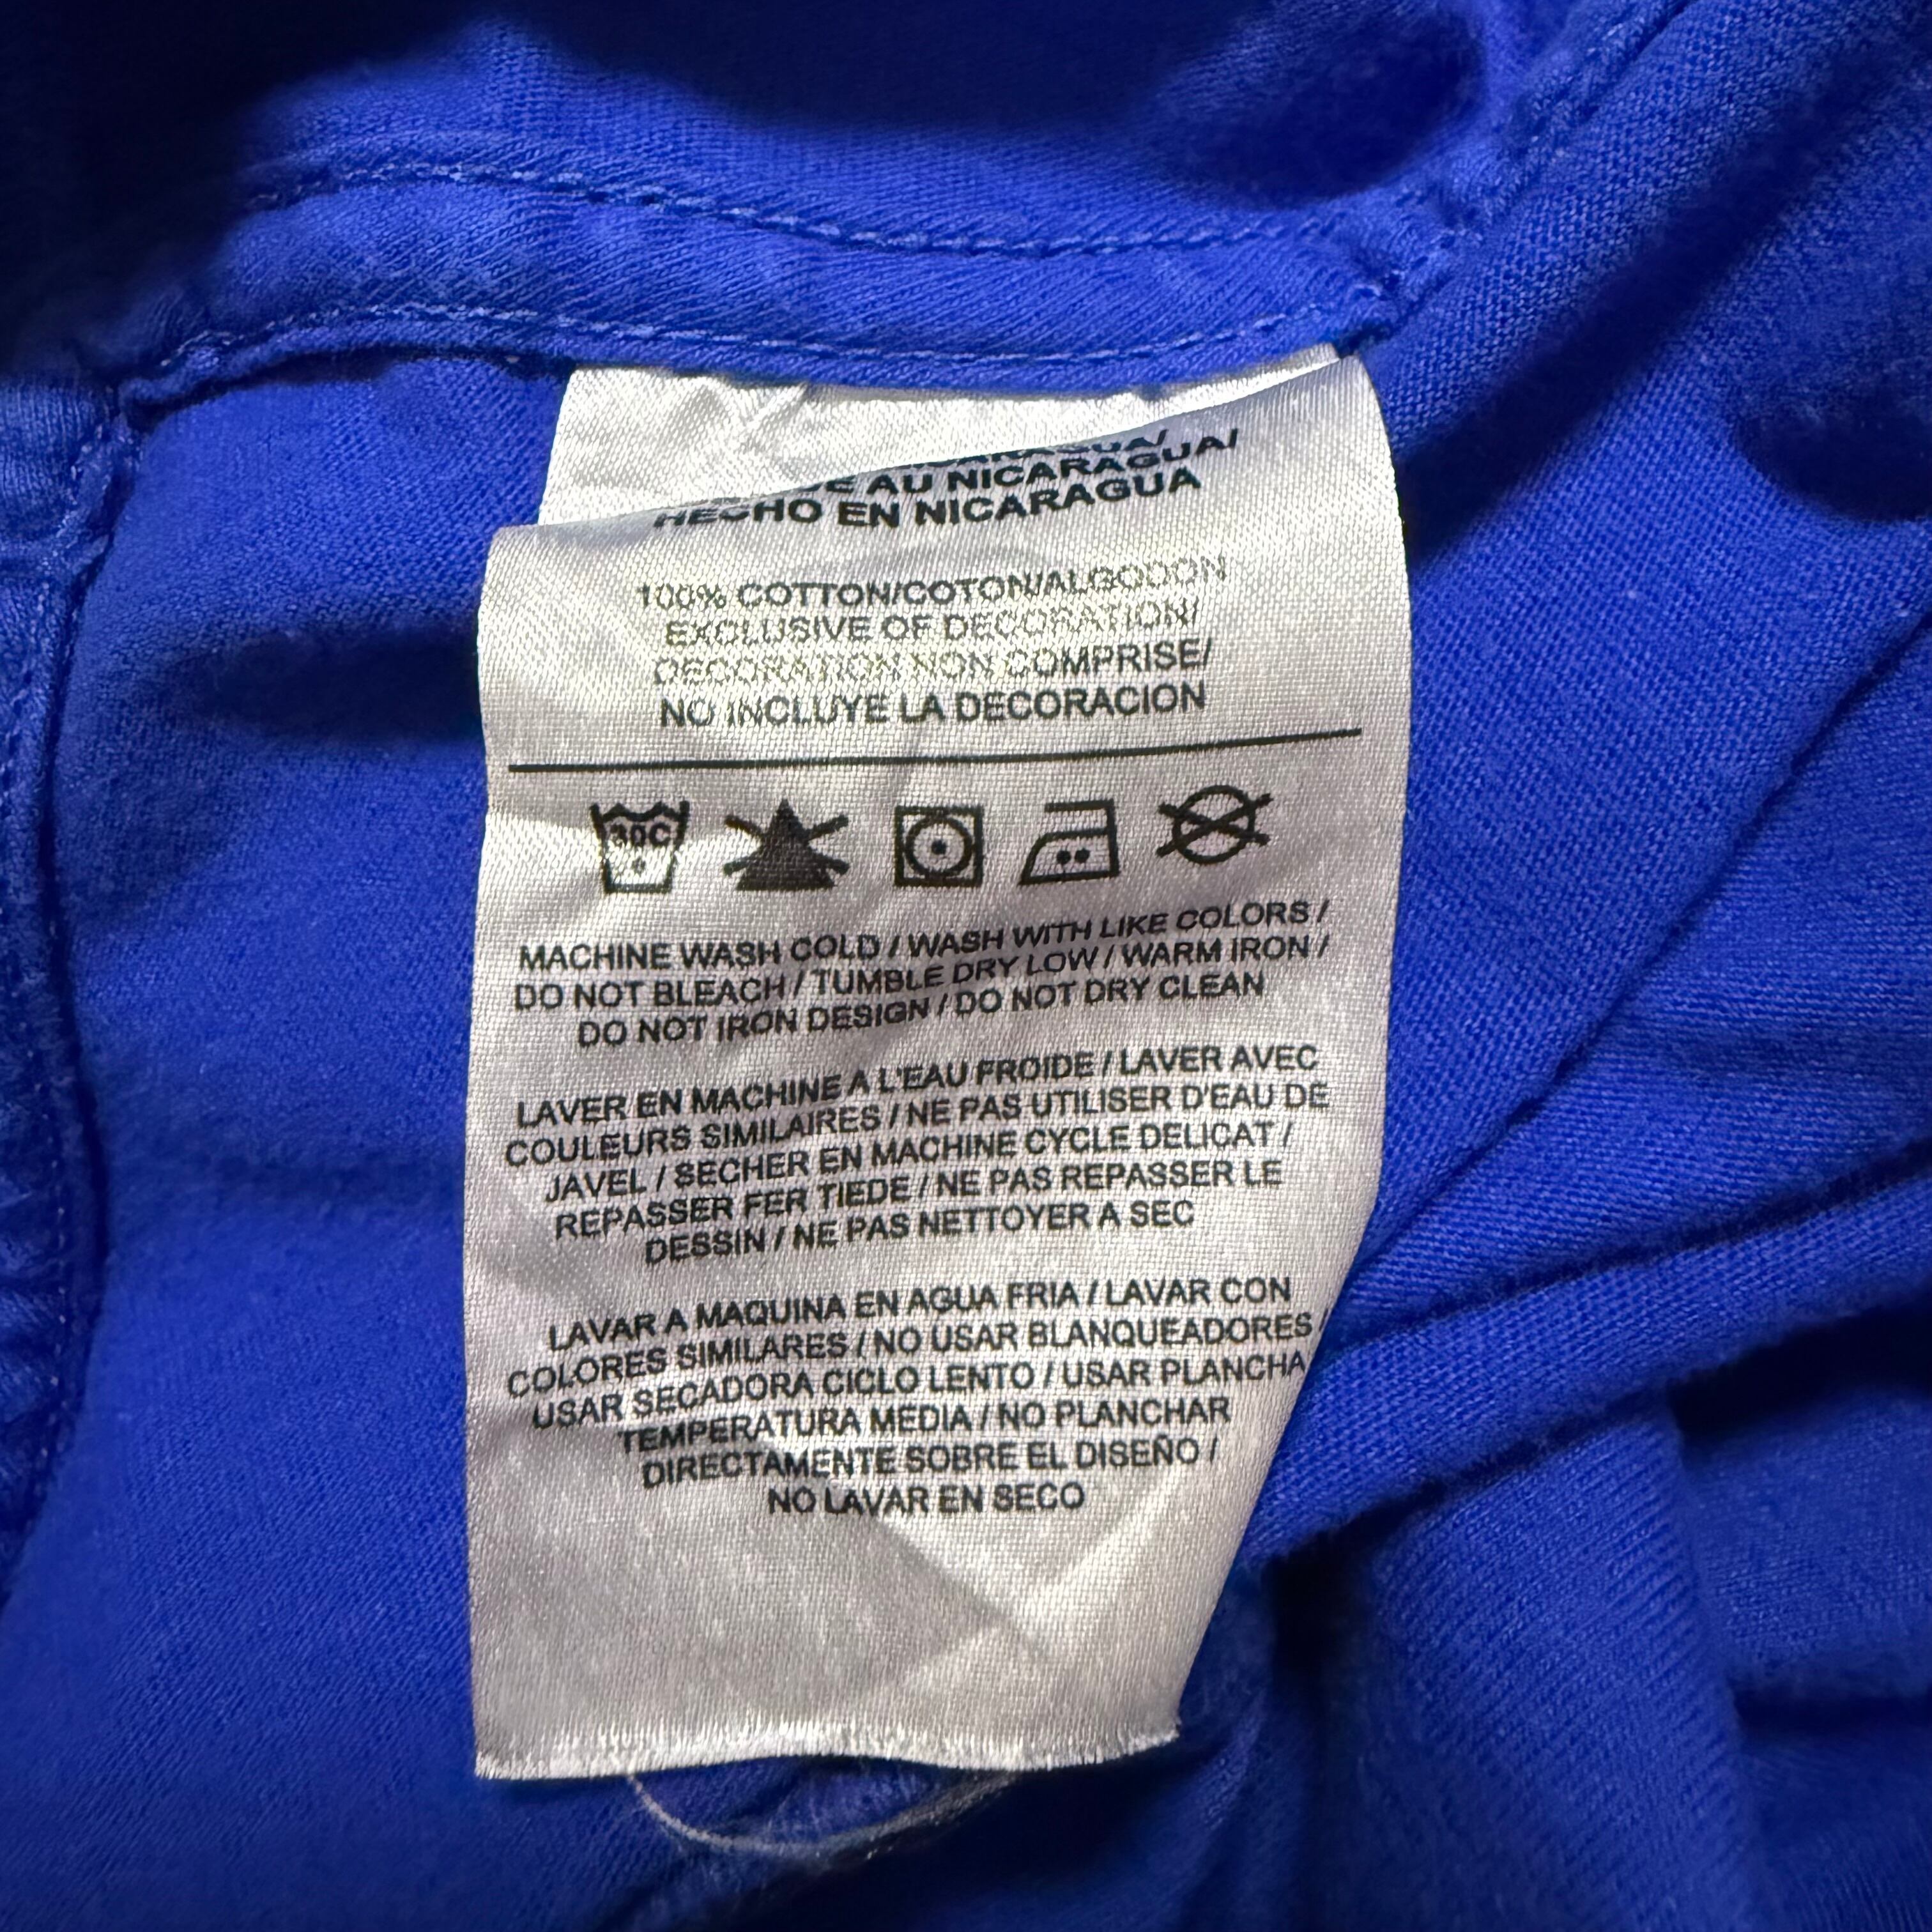 NICARAGUA/
AU NICARAGUA/
HECHO EN NICARAGUA
100% COTTON/COTON/ALGODON
EXCLUSIVE OF DECORATION/
DECORATION NON COMPRISE/
NO INCLUYE LA DECORACION
30C
MACHINE WASH COLD / WASH WITH LIKE COLORS /
DO NOT BLEACH / TUMBLE DRY LOW / WARM IRON /
DO NOT IRON DESIGN / DO NOT DRY CLEAN
LAVER EN MACHINE A L'EAU FROIDE / LAVER AVEC
COULEURS SIMILAIRES / NE PAS UTILISER D'EAU DE
JAVEL / SECHER EN MACHINE CYCLE DELICAT /
REPASSER FER TIEDE / NE PAS REPASSER LE
DESSIN / NE PAS NETTOYER A SEC
LAVAR A MAQUINA EN AGUA FRIA / LAVAR CON
COLORES SIMILARES / NO USAR BLANQUEADORES /
USAR SECADORA CICLO LENTO / USAR PLANCHA
TEMPERATURA MEDIA / NO PLANCHAR
DIRECTAMENTE SOBRE EL DISEÑO /
NO LAVAR EN SECO